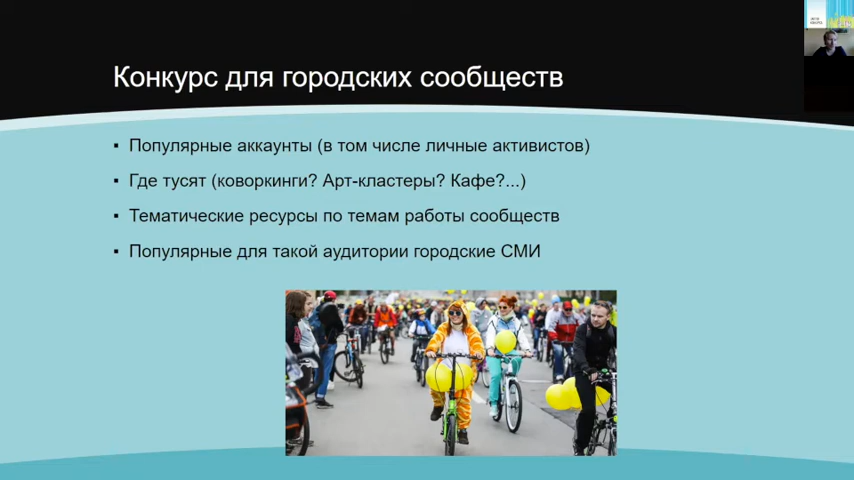 Конкурс для городских сообществ
▪ Популярные аккаунты (в том числе личные активистов)
▪ Где тусят (коворкинги? Арт-кластеры? Кафе?...)
▪ Тематические ресурсы по темам работы сообществ
▪ Популярные для такой аудитории городские СМИ